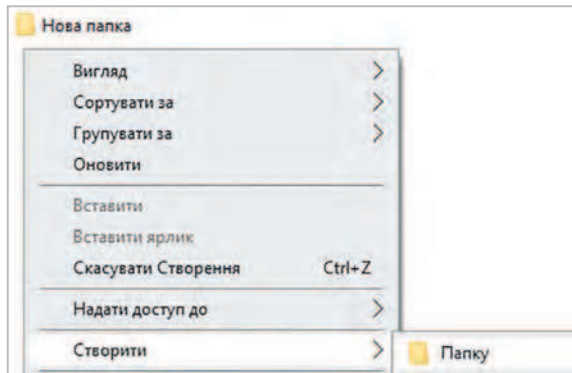 Нова папка
Вигляд
Сортувати за
Групувати за
Оновити
Вставити
Вставити ярлик
Скасувати Створення Ctrl+Z
Надати доступ до
Створити
Папку